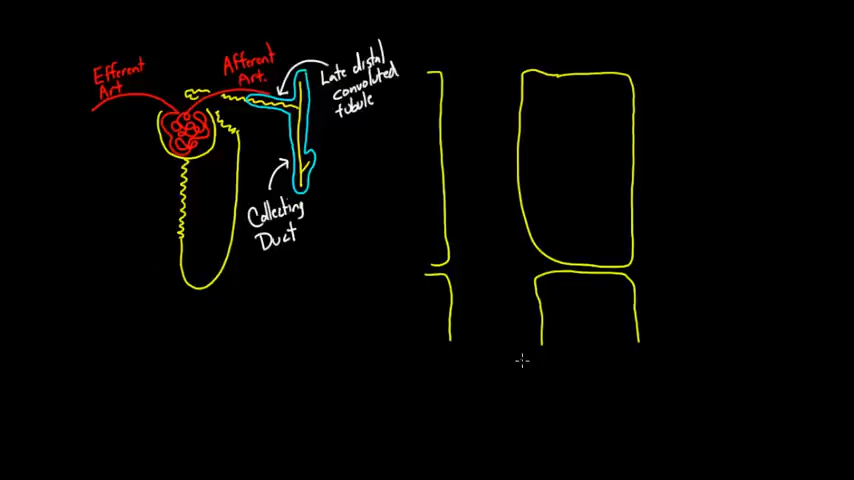 Efferent
Art
Afferent
Art.
Late distal
convoluted
tubule
Collecting
Duct